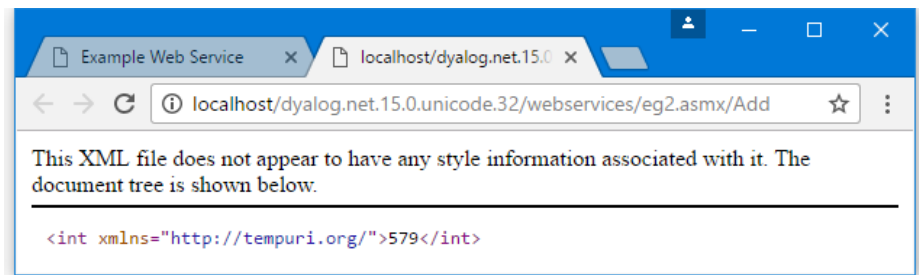 Example Web Service
localhost/dyalog.net.15.0
localhost/dyalog.net.15.0.unicode.32/webservices/eg2.asmx/Add
This XML file does not appear to have any style information associated with it. The
document tree is shown below.
<int xmlns="http://tempuri.org/">579</int>